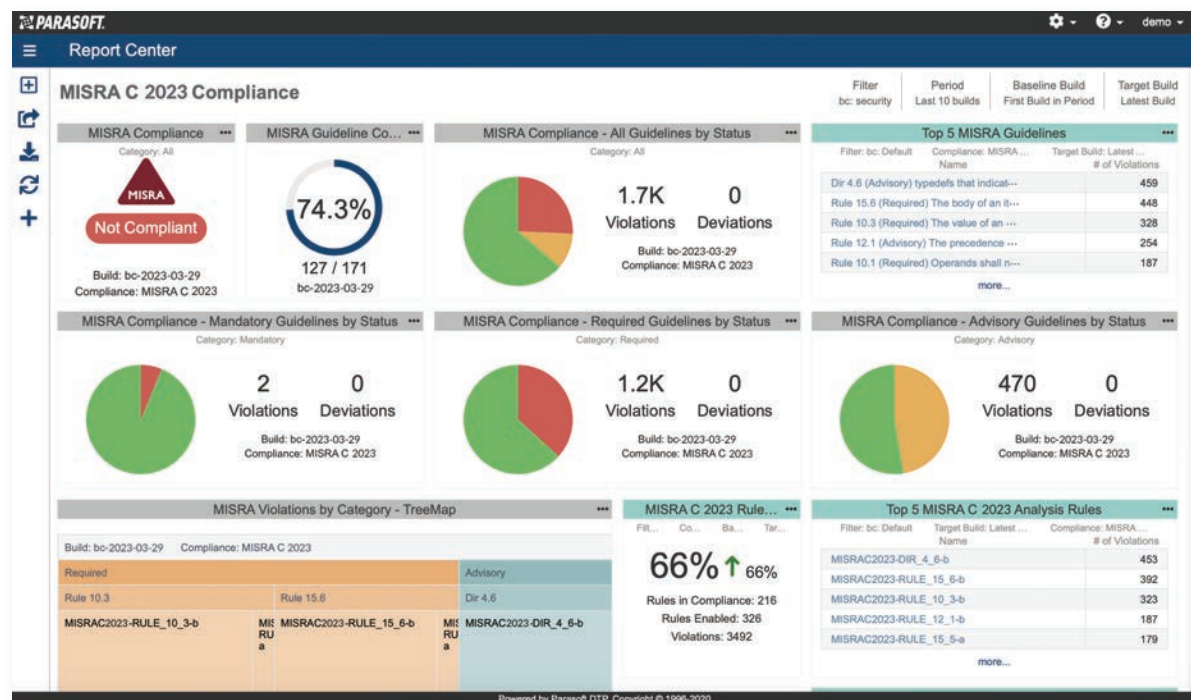 PARASOFT.
demo
Report Center
MISRA C 2023 Compliance
Filter
bc: security
Period
Last 10 builds
Baseline Build
First Build in Period
Target Build
Latest Build
MISRA Compliance ...
Category: All
MISRA
Not Compliant
Build: bc-2023-03-29
Compliance: MISRA C 2023
MISRA Guideline Co... ...
74.3%
127 / 171
bc-2023-03-29
MISRA Compliance - All Guidelines by Status ...
Category: All
1.7K 0
Violations Deviations
Build: bc-2023-03-29
Compliance: MISRA C 2023
Top 5 MISRA Guidelines ...
Filter: bc: Default Compliance: MISRA ... Target Build: Latest ...
Name # of Violations
Dir 4.6 (Advisory) typedefs that indicat... 459
Rule 15.6 (Required) The body of an it... 448
Rule 10.3 (Required) The value of an ... 328
Rule 12.1 (Advisory) The precedence ... 254
Rule 10.1 (Required) Operands shall n... 187
more...
MISRA Compliance - Mandatory Guidelines by Status ...
Category: Mandatory
2 0
Violations Deviations
Build: bc-2023-03-29
Compliance: MISRA C 2023
MISRA Compliance - Required Guidelines by Status ...
Category: Required
1.2K 0
Violations Deviations
Build: bc-2023-03-29
Compliance: MISRA C 2023
MISRA Compliance - Advisory Guidelines by Status ...
Category: Advisory
470 0
Violations Deviations
Build: bc-2023-03-29
Compliance: MISRA C 2023
MISRA Violations by Category - TreeMap ...
Build: bc-2023-03-29 Compliance: MISRA C 2023
Required Advisory
Rule 10.3 Rule 15.6 Dir 4.6
MISRAC2023-RULE_10_3-b MIS MISRAC2023-RULE_15_6-b MIS MISRAC2023-DIR_4_6-b
RU RU
a a
MISRA C 2023 Rule... ...
Filt... Co... Ba... Tar...
66% 66%
Rules in Compliance: 216
Rules Enabled: 326
Violations: 3492
Top 5 MISRA C 2023 Analysis Rules ...
Filter: bc: Default Target Build: Latest ... Compliance: MISRA ...
Name # of Violations
MISRAC2023-DIR_4_6-b 453
MISRAC2023-RULE_15_6-b 392
MISRAC2023-RULE_10_3-b 323
MISRAC2023-RULE_12_1-b 187
MISRAC2023-RULE_15_5-a 179
more...
Powered by Parasoft DTP. Copyright © 1996-2020